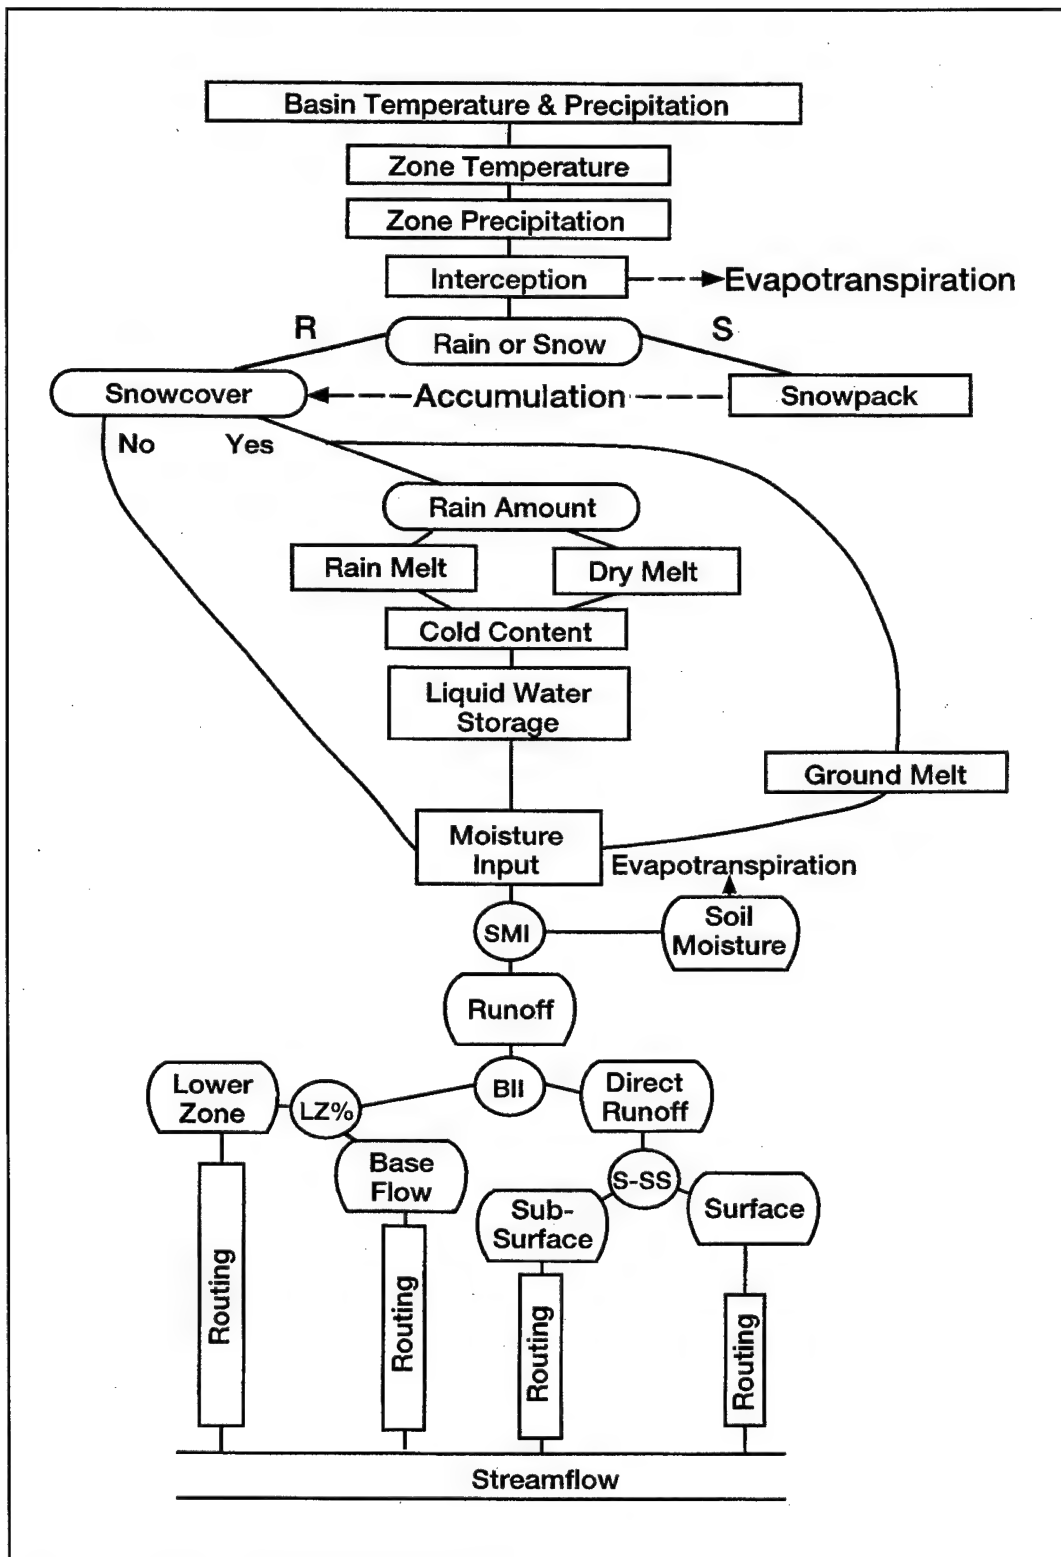 Basin Temperature & Precipitation
Zone Temperature
Zone Precipitation
Interception
Evapotranspiration
R
S
Rain or Snow
Snowcover
Accumulation
Snowpack
No
Yes
Rain Amount
Rain Melt
Dry Melt
Cold Content
Liquid Water
Storage
Ground Melt
Moisture
Input
Evapotranspiration
SMI
Soil
Moisture
Runoff
BII
Lower
Zone
LZ%
Direct
Runoff
Base
Flow
S-SS
Sub-
Surface
Surface
Routing
Routing
Routing
Routing
Streamflow